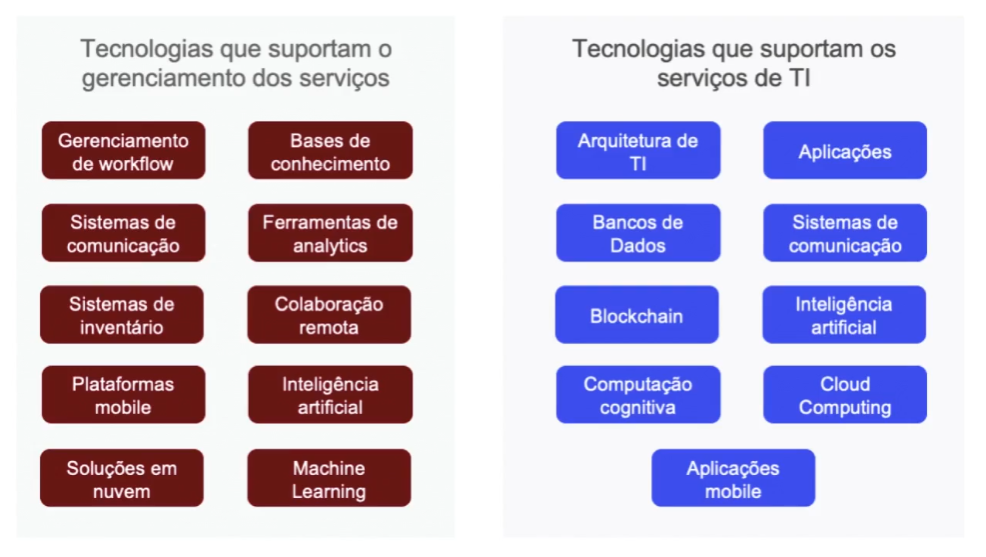 Tecnologias que suportam o
gerenciamento dos serviços
Gerenciamento
de workflow
Bases de
conhecimento
Sistemas de
comunicação
Ferramentas de
analytics
Sistemas de
inventário
Colaboração
remota
Plataformas
mobile
Inteligência
artificial
Soluções em
nuvem
Machine
Learning
Tecnologias que suportam os
serviços de TI
Arquitetura de
TI
Aplicações
Bancos de
Dados
Sistemas de
comunicação
Blockchain
Inteligência
artificial
Computação
cognitiva
Cloud
Computing
Aplicações
mobile